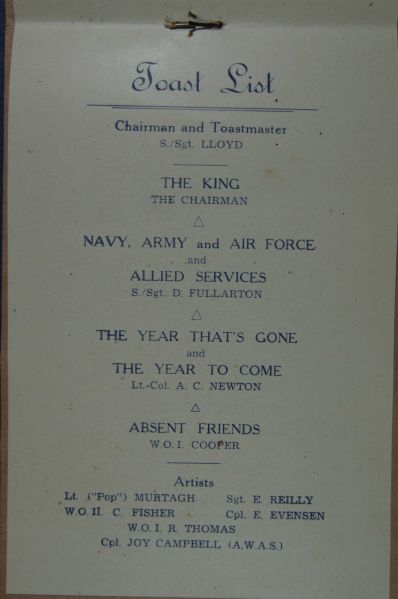 Toast List
Chairman and Toastmaster
S./Sgt. LLOYD
THE KING
THE CHAIRMAN
NAVY, ARMY and AIR FORCE
and
ALLIED SERVICES
S./Sgt. D. FULLARTON
THE YEAR THAT'S GONE
and
THE YEAR TO COME
Lt.-Col. A. C. NEWTON
ABSENT FRIENDS
W.O.I. COOPER
Artists
Lt. ("Pop") MURTAGH Sgt. E. REILLY
W.O.II. C. FISHER Cpl. E. EVENSEN
W.O.I. R. THOMAS
Cpl. JOY CAMPBELL (A.W.A.S.)